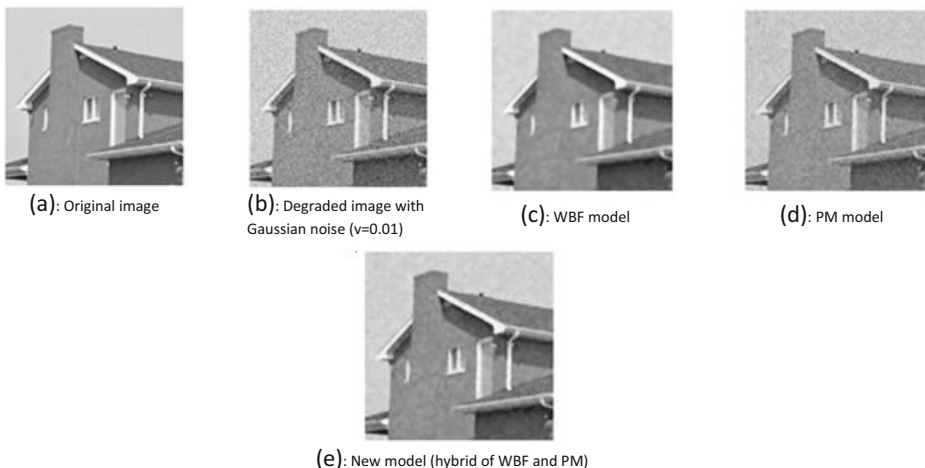 (a): Original image
(b): Degraded image with
Gaussian noise (v=0.01)
(c): WBF model
(d): PM model
(e): New model (hybrid of WBF and PM)